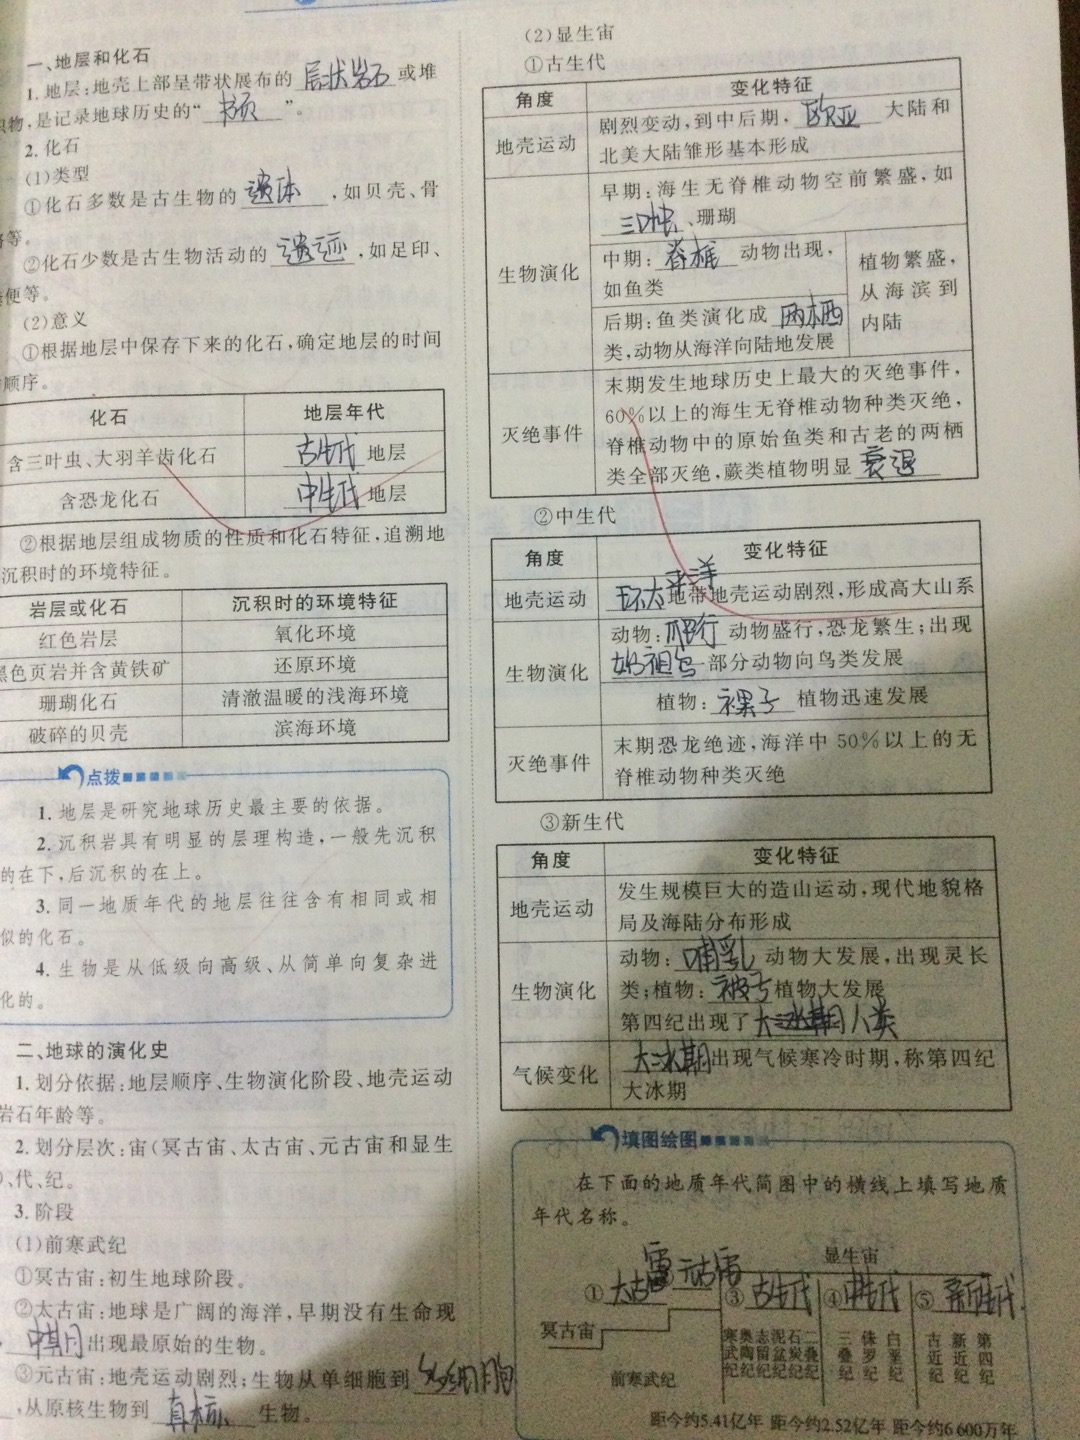 一、地层和化石
1. 地层:地壳上部呈带状展布的 层状岩石 或堆
积物,是记录地球历史的“ 书页 ”。
2. 化石
(1)类型
①化石多数是古生物的 遗体 ,如贝壳、骨
骼等。
②化石少数是古生物活动的 遗迹 ,如足印、
粪便等。
(2)意义
①根据地层中保存下来的化石,确定地层的时间
顺序。
化石 地层年代
含三叶虫、大羽羊齿化石 古生代 地层
含恐龙化石 中生代 地层
②根据地层组成物质的性质和化石特征,追溯地
沉积时的环境特征。
岩层或化石 沉积时的环境特征
红色岩层 氧化环境
黑色页岩并含黄铁矿 还原环境
珊瑚化石 清澈温暖的浅海环境
破碎的贝壳 滨海环境
点拨
1. 地层是研究地球历史最主要的依据。
2. 沉积岩具有明显的层理构造,一般先沉积
的在下,后沉积的在上。
3. 同一地质年代的地层往往含有相同或相
似的化石。
4. 生物是从低级向高级、从简单向复杂进
化的。
二、地球的演化史
1. 划分依据:地层顺序、生物演化阶段、地壳运动
岩石年龄等。
2. 划分层次:宙(冥古宙、太古宙、元古宙和显生
)、代、纪。
3. 阶段
(1)前寒武纪
①冥古宙:初生地球阶段。
②太古宙:地球是广阔的海洋,早期没有生命现
, 中期 出现最原始的生物。
③元古宙:地壳运动剧烈;生物从单细胞到 多细胞
,从原核生物到 真核 生物。
(2)显生宙
①古生代
角度 变化特征
地壳运动 剧烈变动,到中后期, 欧亚 大陆和
北美大陆雏形基本形成
生物演化 早期:海生无脊椎动物空前繁盛,如
三叶虫 、珊瑚
中期: 脊椎 动物出现,
如鱼类
后期:鱼类演化成 两栖
类,动物从海洋向陆地发展
植物繁盛,
从海滨到
内陆
灭绝事件 末期发生地球历史上最大的灭绝事件,
60%以上的海生无脊椎动物种类灭绝,
脊椎动物中的原始鱼类和古老的两栖
类全部灭绝,蕨类植物明显 衰退
②中生代
角度 变化特征
地壳运动 环太平洋 地带地壳运动剧烈,形成高大山系
生物演化 动物: 爬行 动物盛行,恐龙繁生;出现
始祖鸟 一部分动物向鸟类发展
植物: 裸子 植物迅速发展
灭绝事件 末期恐龙绝迹,海洋中50%以上的无
脊椎动物种类灭绝
③新生代
角度 变化特征
地壳运动 发生规模巨大的造山运动,现代地貌格
局及海陆分布形成
生物演化 动物: 哺乳 动物大发展,出现灵长
类;植物: 被子 植物大发展
第四纪出现了 大冰期 人类
气候变化 大冰期 出现气候寒冷时期,称第四纪
大冰期
填图绘图
在下面的地质年代简图中的横线上填写地质
年代名称。
显生宙
① 太古宙 元古宙 ③ 古生代 ④ 中生代 ⑤ 新生代
冥古宙
前寒武纪
寒武纪 奥陶纪 志留纪 泥盆纪 石炭纪 二叠纪
三叠纪 侏罗纪 白垩纪
古近纪 新近纪 第四纪
距今约5.41亿年 距今约2.52亿年 距今约6 600万年